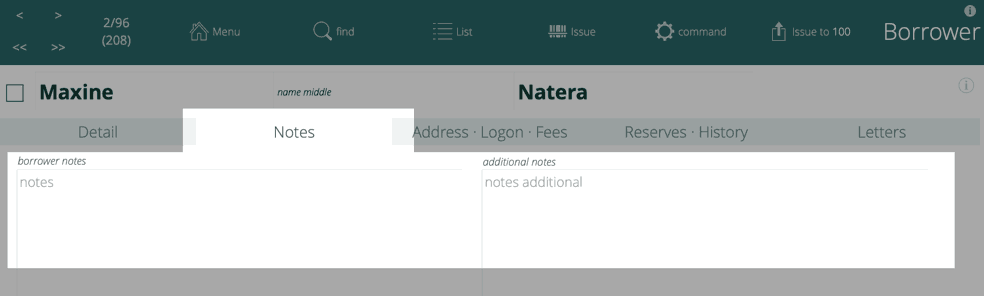 < > 2/96
<< >> (208)
Menu find List Issue command Issue to 100 Borrower
Maxine name middle Natera
Detail Notes Address · Logon · Fees Reserves · History Letters
borrower notes additional notes
notes notes additional